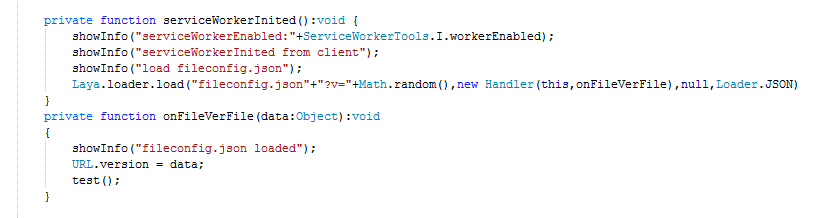 private function serviceWorkerInited():void {
    showInfo("serviceWorkerEnabled:"+ServiceWorkerTools.I.workerEnabled);
    showInfo("serviceWorkerInited from client");
    showInfo("load fileconfig.json");
    Laya.loader.load("fileconfig.json"+"?v="+Math.random(),new Handler(this,onFileVerFile),null,Loader.JSON)
}
private function onFileVerFile(data:Object):void
{
    showInfo("fileconfig.json loaded");
    URL.version = data;
    test();
}